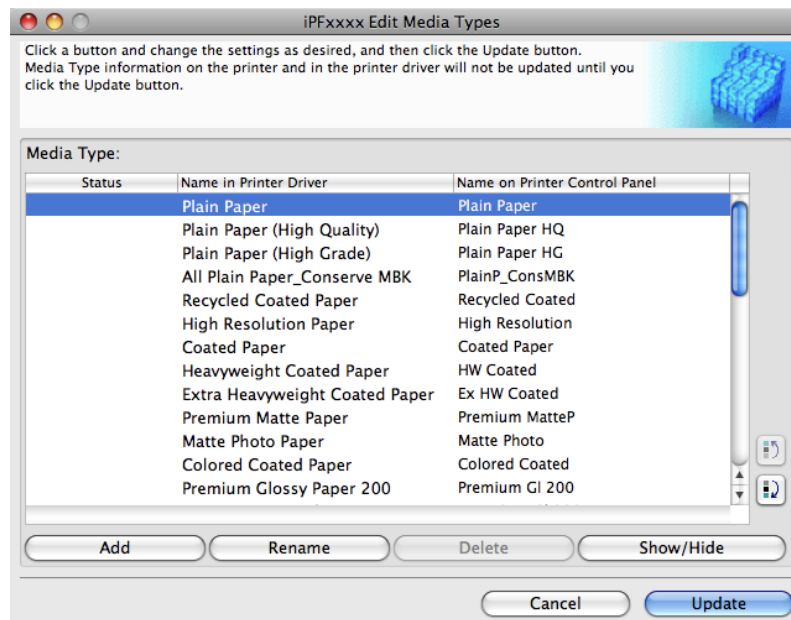 iPFxxxx Edit Media Types
Click a button and change the settings as desired, and then click the Update button.
Media Type information on the printer and in the printer driver will not be updated until you
click the Update button.
Media Type:
Status Name in Printer Driver Name on Printer Control Panel
Plain Paper Plain Paper
Plain Paper (High Quality) Plain Paper HQ
Plain Paper (High Grade) Plain Paper HG
All Plain Paper_Conserve MBK PlainP_ConsMBK
Recycled Coated Paper Recycled Coated
High Resolution Paper High Resolution
Coated Paper Coated Paper
Heavyweight Coated Paper HW Coated
Extra Heavyweight Coated Paper Ex HW Coated
Premium Matte Paper Premium MatteP
Matte Photo Paper Matte Photo
Colored Coated Paper Colored Coated
Premium Glossy Paper 200 Premium Gl 200
Add Rename Delete Show/Hide
Cancel Update